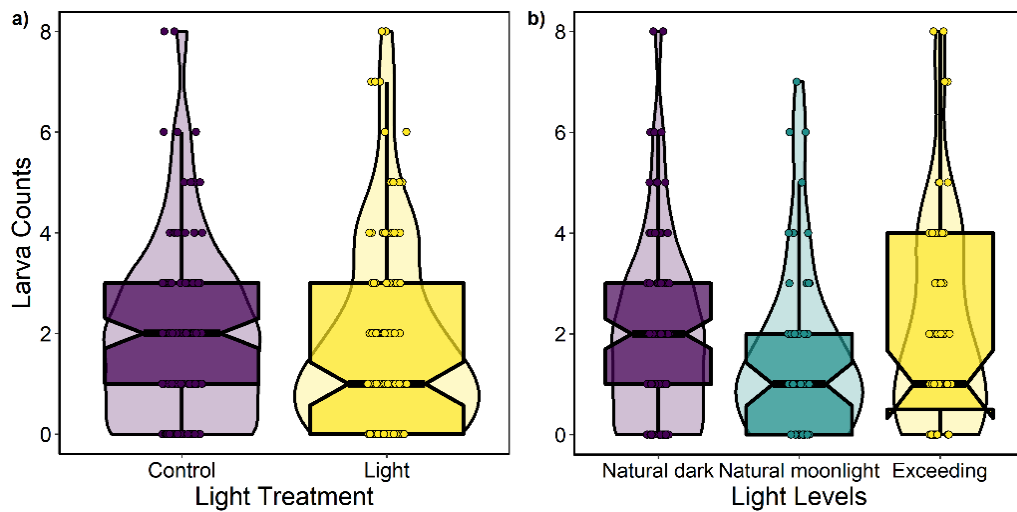 a)
Larva Counts
8
6
4
2
0
Control Light
Light Treatment
b)
8
6
4
2
0
Natural dark Natural moonlight Exceeding
Light Levels